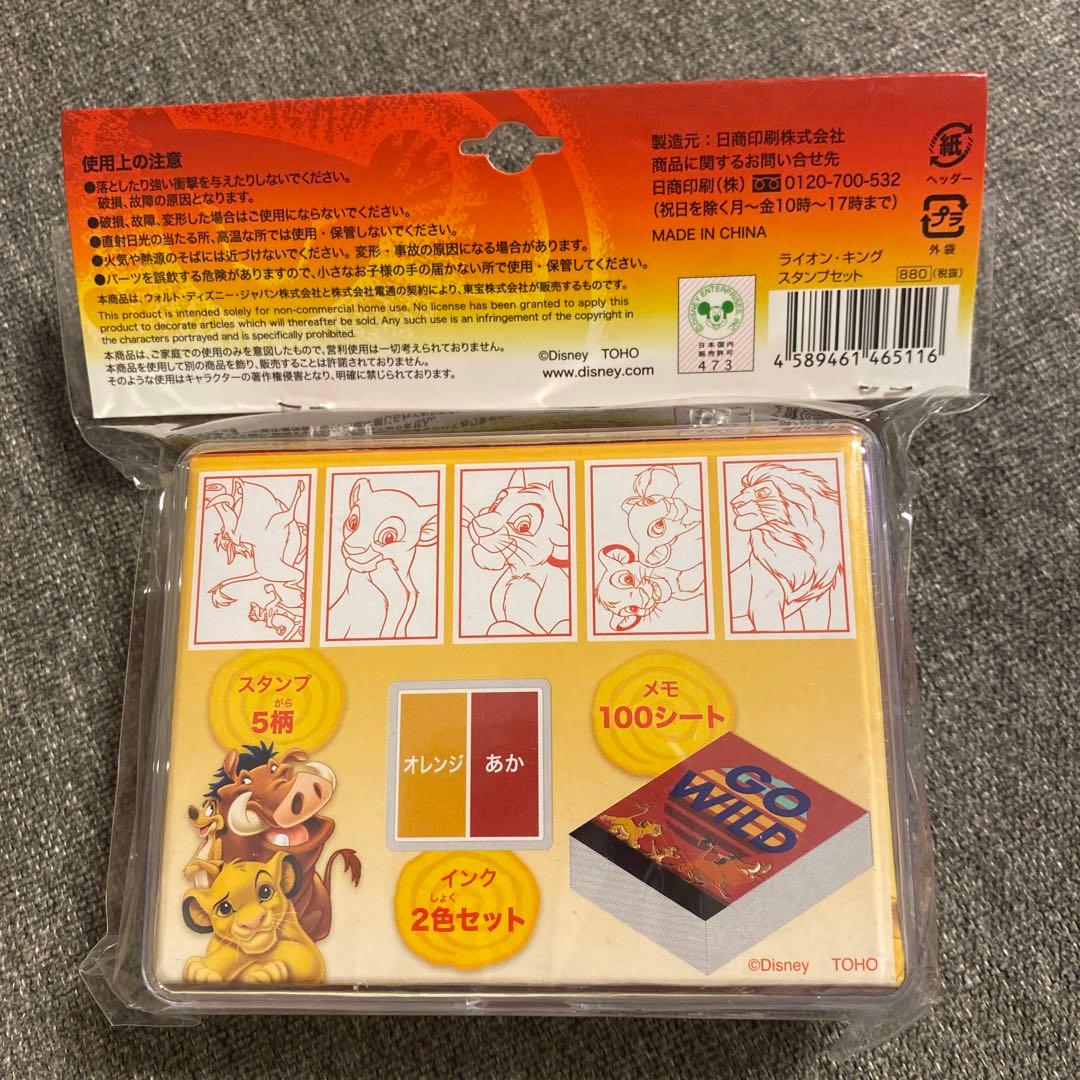 使用上の注意
●落としたり強い衝撃を与えたりしないでください。
破損、故障の原因となります。
●破損、故障、変形した場合はご使用にならないでください。
●直射日光の当たる所、高温な所では使用・保管しないでください。
●火気や熱源のそばには近づけないでください。変形・事故の原因になる場合があります。
●パーツを誤飲する危険がありますので、小さなお子様の手の届かない所で使用・保管してください。
本商品は、ウォルト・ディズニー・ジャパン株式会社と株式会社電通の契約により、東宝株式会社が販売するものです。
This product is intended solely for non-commercial home use. No license has been granted to apply this
product to decorate articles which will thereafter be sold. Any such use is an infringement of the copyright in
the characters portrayed and is specifically prohibited.
本商品は、ご家庭での使用のみを意図したもので、営利使用は一切考えられておりません。
本商品を使用して別の商品を飾り、販売することは許諾されておりません。
そのような使用はキャラクターの著作権侵害となり、明確に禁じられております。
製造元：日商印刷株式会社
商品に関するお問い合せ先
日商印刷（株） 0120-700-532
（祝日を除く月〜金10時〜17時まで）
MADE IN CHINA
紙
ヘッダー
プラ
外袋
ライオン・キング
スタンプセット
880 (税抜)
DISNEY ENTERPRISES, INC.
日本国内
販売許可
473
©Disney TOHO
www.disney.com
4 589461 465116
スタンプ
がら
5柄
オレンジ
あか
メモ
100シート
GO
WILD
インク
しょく
2色セット
©Disney TOHO